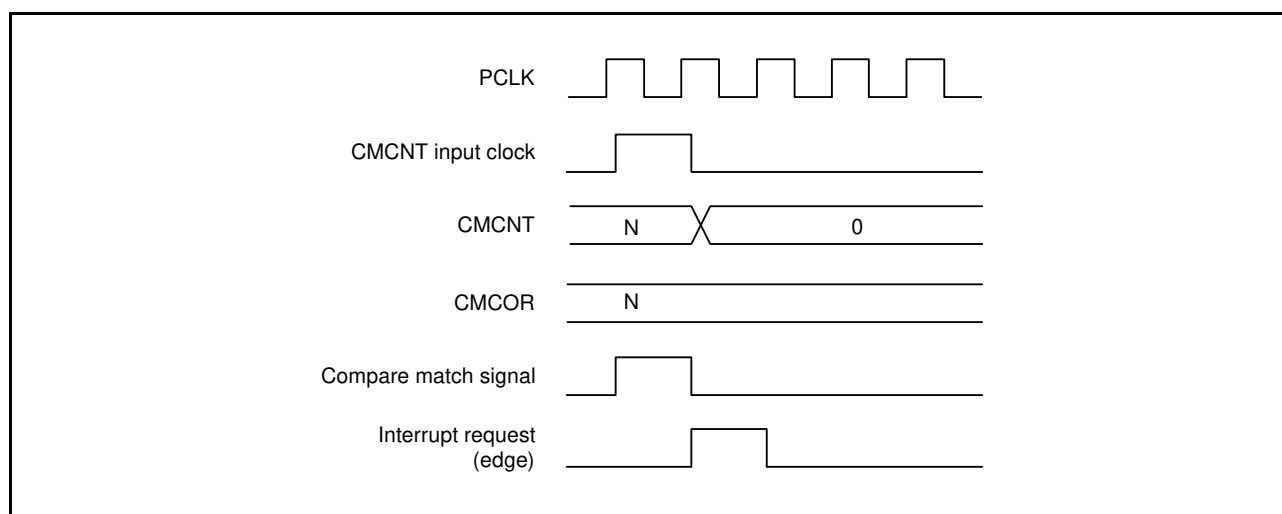 PCLK
CMCNT input clock
CMCNT
N
0
CMCOR
N
Compare match signal
Interrupt request
(edge)